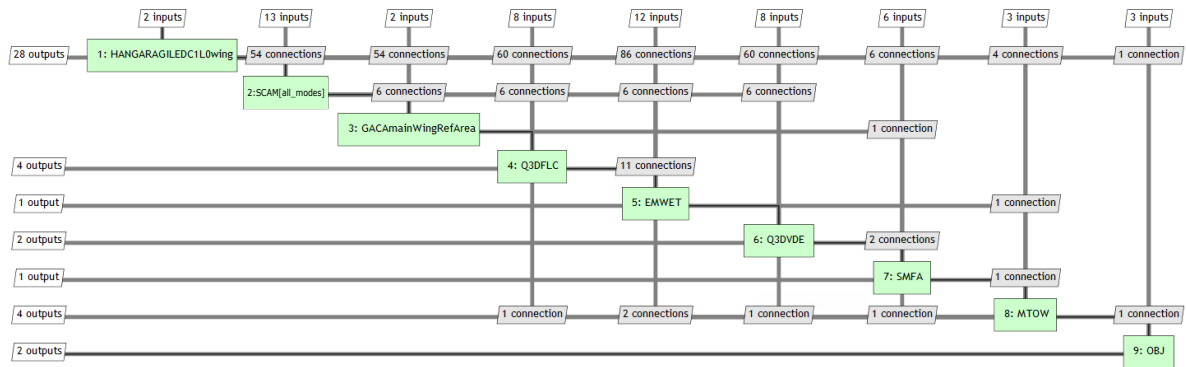 2 inputs 13 inputs 2 inputs 8 inputs 12 inputs 8 inputs 6 inputs 3 inputs 3 inputs
28 outputs 1: HANGARAGILEDC1L0wing 54 connections 54 connections 60 connections 86 connections 60 connections 6 connections 4 connections 1 connection
2:SCAM[all_modes] 6 connections 6 connections 6 connections 6 connections
3: GACAmainWingRefArea 1 connection
4 outputs 4: Q3DFLC 11 connections
1 output 5: EMWET 1 connection
2 outputs 6: Q3DVDE 2 connections
1 output 7: SMFA 1 connection
4 outputs 1 connection 2 connections 1 connection 1 connection 8: MTOW 1 connection
2 outputs 9: OBJ